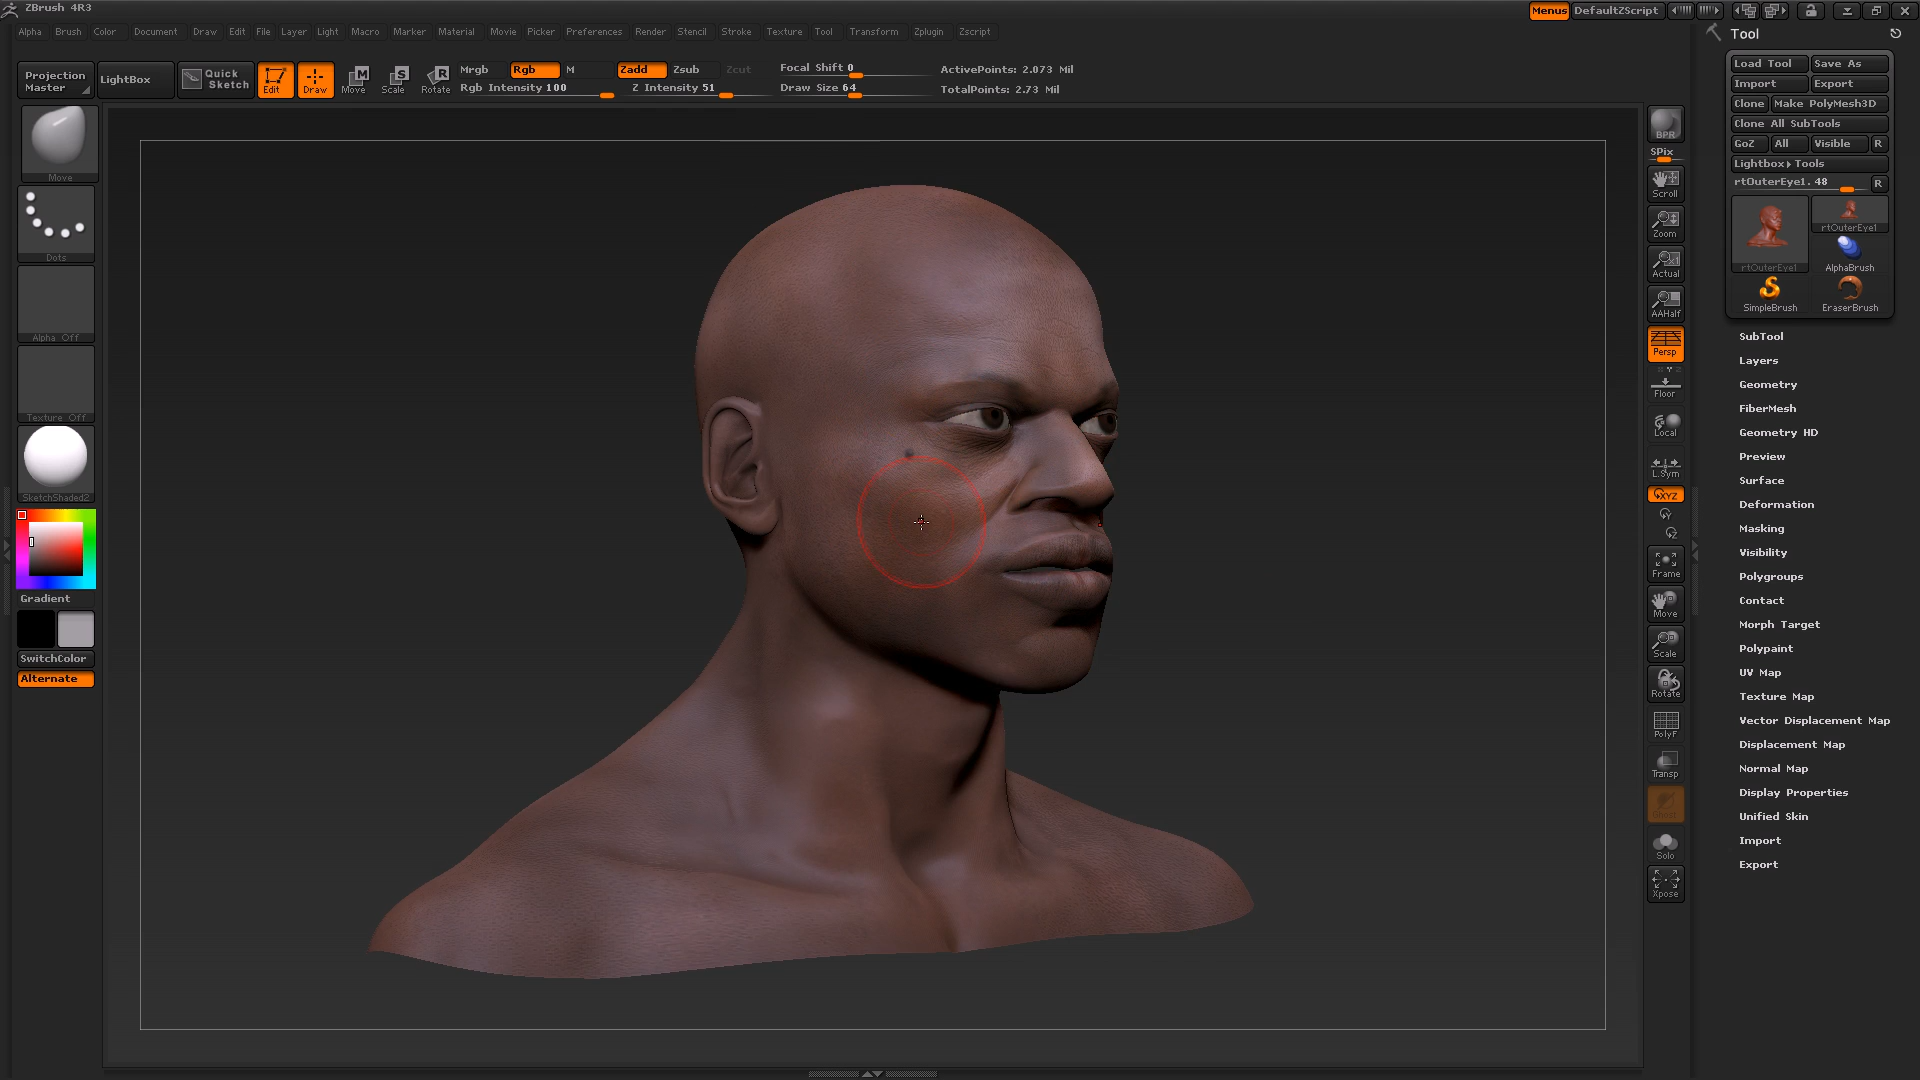 ZBrush 4R3
Menus DefaultZScript
Alpha Brush Color Document Draw Edit File Layer Light Macro Marker Material Movie Picker Preferences Render Stencil Stroke Texture Tool Transform Zplugin Zscript
Projection Master
LightBox
Quick Sketch
Edit Draw Move Scale Rotate
Mrgb Rgb M
Rgb Intensity 100
Zadd Zsub Zcut
Z Intensity 51
Focal Shift 0
Draw Size 64
ActivePoints: 2.073 Mil
TotalPoints: 2.73 Mil
Move
Dots
Alpha Off
Texture Off
SketchShaded2
Gradient
SwitchColor
Alternate
BPR
SPix
Scroll
Zoom
Actual
AAHalf
Persp
Floor
Local
L.Sym
XYZ
Y
Z
Frame
Move
Scale
Rotate
PolyF
Transp
Solo
Xpose
Tool
Load Tool Save As
Import Export
Clone Make PolyMesh3D
Clone All SubTools
GoZ All Visible R
Lightbox▸Tools
rtOuterEye1. 48 R
rtOuterEye1
rtOuterEye1
AlphaBrush
SimpleBrush
EraserBrush
SubTool
Layers
Geometry
FiberMesh
Geometry HD
Preview
Surface
Deformation
Masking
Visibility
Polygroups
Contact
Morph Target
Polypaint
UV Map
Texture Map
Vector Displacement Map
Displacement Map
Normal Map
Display Properties
Unified Skin
Import
Export